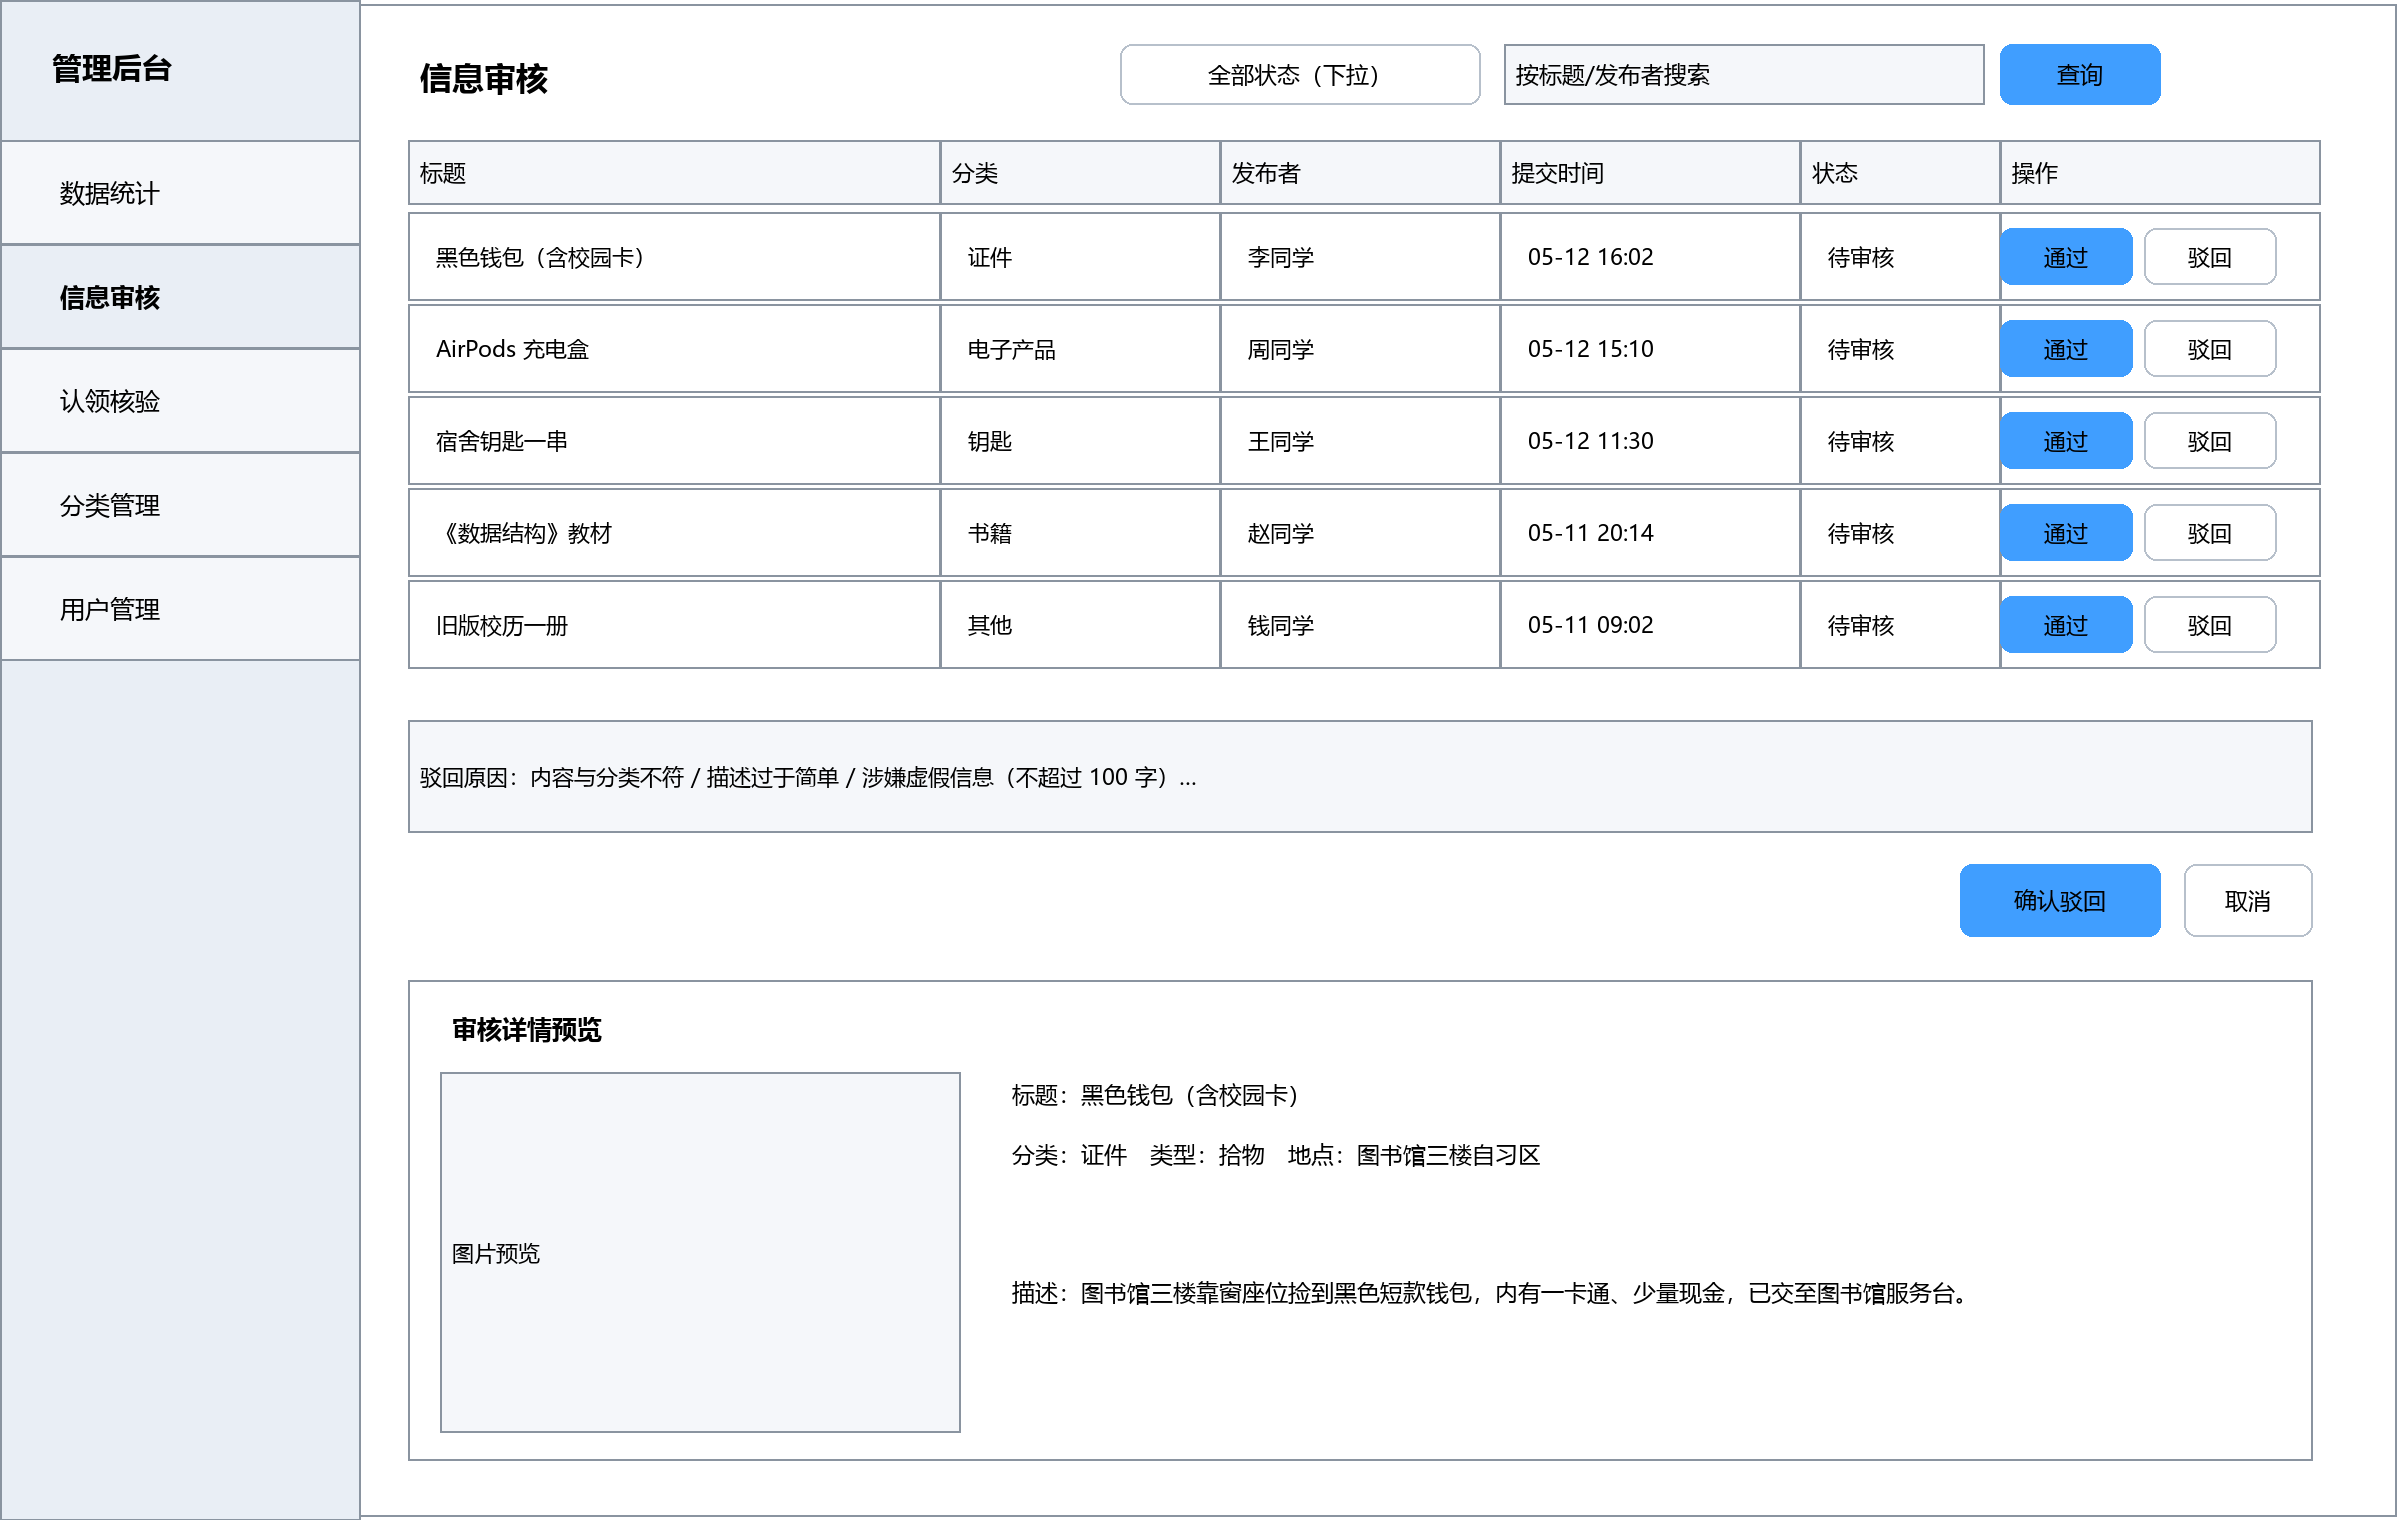 管理后台
数据统计
信息审核
认领核验
分类管理
用户管理
信息审核 全部状态（下拉） 按标题/发布者搜索 查询
标题 分类 发布者 提交时间 状态 操作
黑色钱包（含校园卡） 证件 李同学 05-12 16:02 待审核 通过 驳回
AirPods 充电盒 电子产品 周同学 05-12 15:10 待审核 通过 驳回
宿舍钥匙一串 钥匙 王同学 05-12 11:30 待审核 通过 驳回
《数据结构》教材 书籍 赵同学 05-11 20:14 待审核 通过 驳回
旧版校历一册 其他 钱同学 05-11 09:02 待审核 通过 驳回
驳回原因：内容与分类不符 / 描述过于简单 / 涉嫌虚假信息（不超过 100 字）...
确认驳回 取消
审核详情预览
图片预览
标题：黑色钱包（含校园卡）
分类：证件 类型：拾物 地点：图书馆三楼自习区
描述：图书馆三楼靠窗座位捡到黑色短款钱包，内有一卡通、少量现金，已交至图书馆服务台。